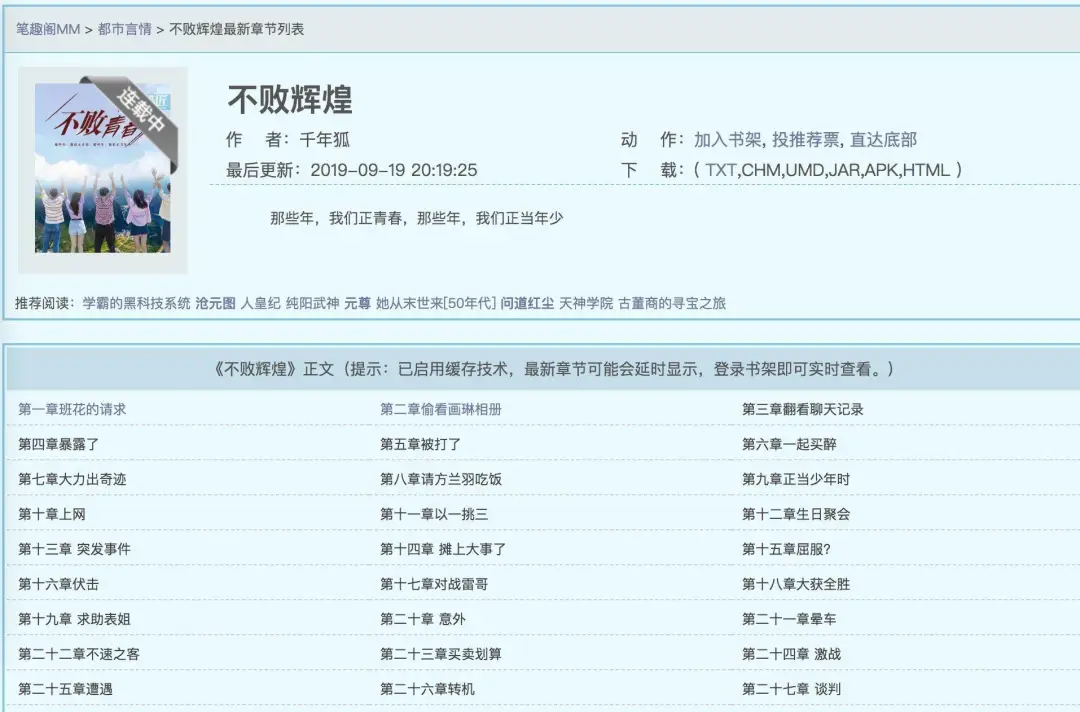 笔趣阁MM > 都市言情 > 不败辉煌最新章节列表
连载中
不败青春
不败辉煌
作 者：千年狐
动 作：加入书架, 投推荐票, 直达底部
最后更新：2019-09-19 20:19:25
下 载：( TXT,CHM,UMD,JAR,APK,HTML )
那些年，我们正青春，那些年，我们正当年少
推荐阅读：学霸的黑科技系统 沧元图 人皇纪 纯阳武神 元尊 她从末世来[50年代] 问道红尘 天神学院 古董商的寻宝之旅
《不败辉煌》正文（提示：已启用缓存技术，最新章节可能会延时显示，登录书架即可实时查看。）
第一章班花的请求 第二章偷看画琳相册 第三章翻看聊天记录
第四章暴露了 第五章被打了 第六章一起买醉
第七章大力出奇迹 第八章请方兰羽吃饭 第九章正当少年时
第十章上网 第十一章以一挑三 第十二章生日聚会
第十三章 突发事件 第十四章 摊上大事了 第十五章屈服?
第十六章伏击 第十七章对战雷哥 第十八章大获全胜
第十九章 求助表姐 第二十章 意外 第二十一章晕车
第二十二章不速之客 第二十三章买卖划算 第二十四章 激战
第二十五章遭遇 第二十六章转机 第二十七章 谈判